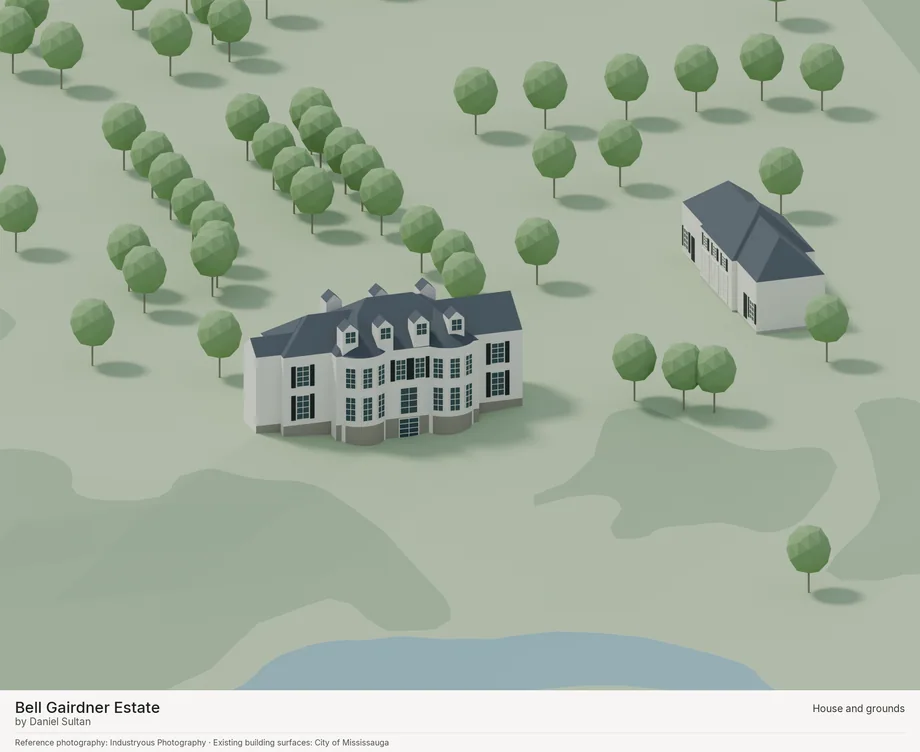 Bell Gairdner Estate
by Daniel Sultan
House and grounds
Reference photography: Industryous Photography · Existing building surfaces: City of Mississauga